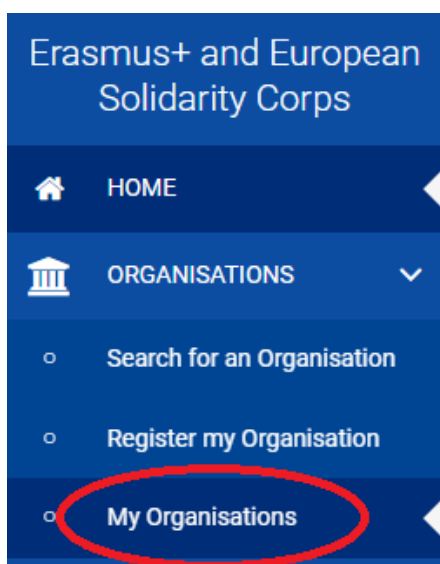 Erasmus+ and European
Solidarity Corps
HOME
ORGANISATIONS
Search for an Organisation
Register my Organisation
My Organisations